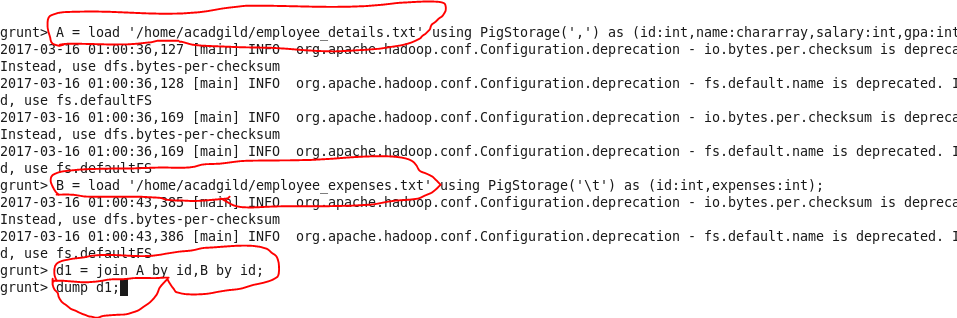 grunt> A = load '/home/acadgild/employee_details.txt' using PigStorage(',') as (id:int,name:chararray,salary:int,gpa:int
2017-03-16 01:00:36,127 [main] INFO  org.apache.hadoop.conf.Configuration.deprecation - io.bytes.per.checksum is depreca
Instead, use dfs.bytes-per-checksum
2017-03-16 01:00:36,128 [main] INFO  org.apache.hadoop.conf.Configuration.deprecation - fs.default.name is deprecated. I
d, use fs.defaultFS
2017-03-16 01:00:36,169 [main] INFO  org.apache.hadoop.conf.Configuration.deprecation - io.bytes.per.checksum is depreca
Instead, use dfs.bytes-per-checksum
2017-03-16 01:00:36,169 [main] INFO  org.apache.hadoop.conf.Configuration.deprecation - fs.default.name is deprecated. I
d, use fs.defaultFS
grunt> B = load '/home/acadgild/employee_expenses.txt' using PigStorage('\t') as (id:int,expenses:int);
2017-03-16 01:00:43,385 [main] INFO  org.apache.hadoop.conf.Configuration.deprecation - io.bytes.per.checksum is depreca
Instead, use dfs.bytes-per-checksum
2017-03-16 01:00:43,386 [main] INFO  org.apache.hadoop.conf.Configuration.deprecation - fs.default.name is deprecated. I
d, use fs.defaultFS
grunt> d1 = join A by id,B by id;
grunt> dump d1;